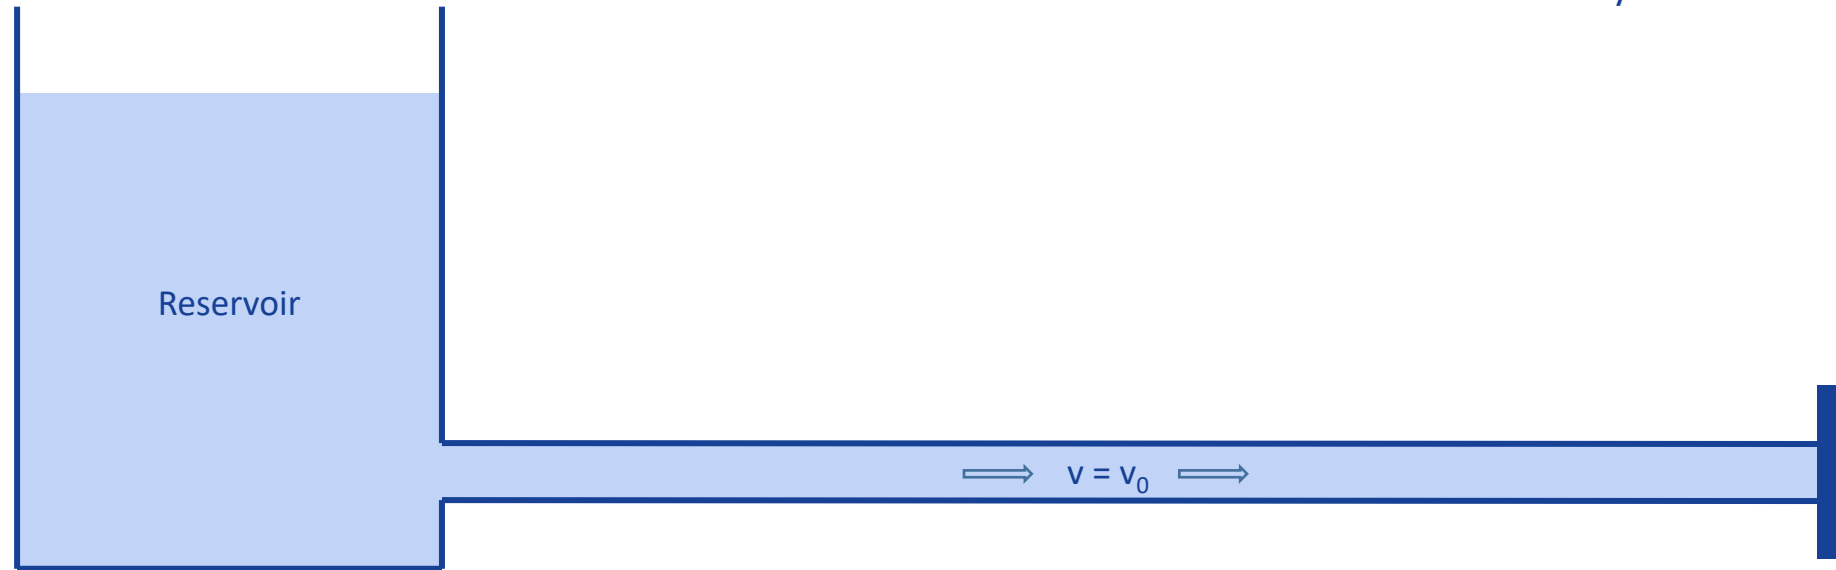 Reservoir
v = v₀